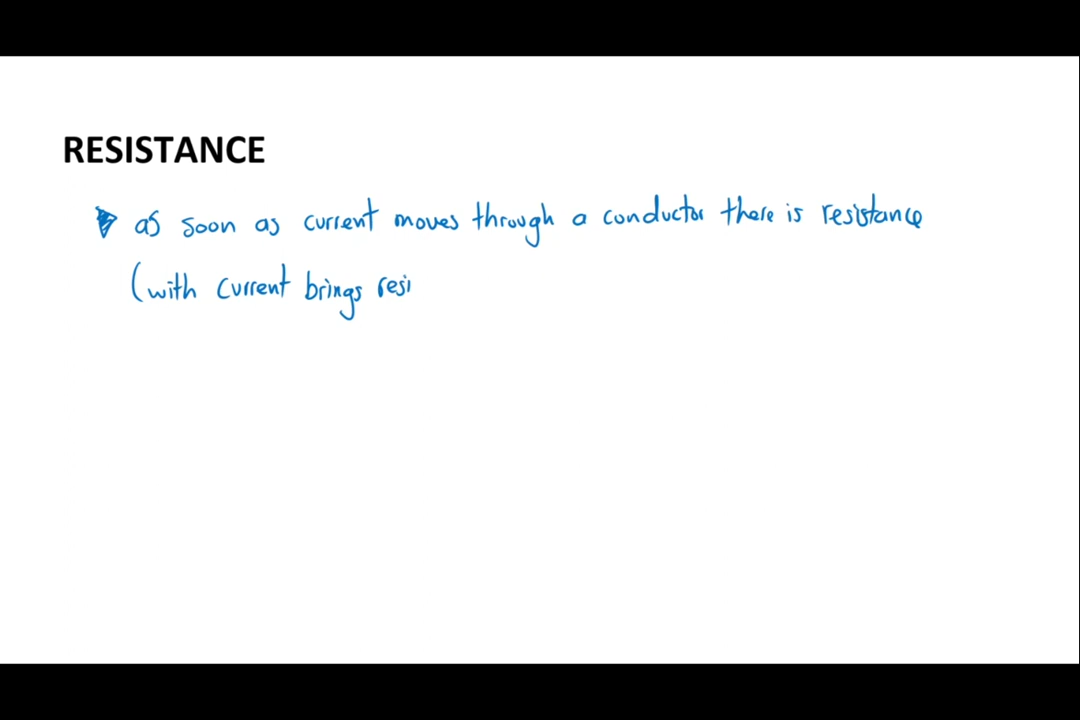 RESISTANCE
as soon as current moves through a conductor there is resistance
(with current brings resi